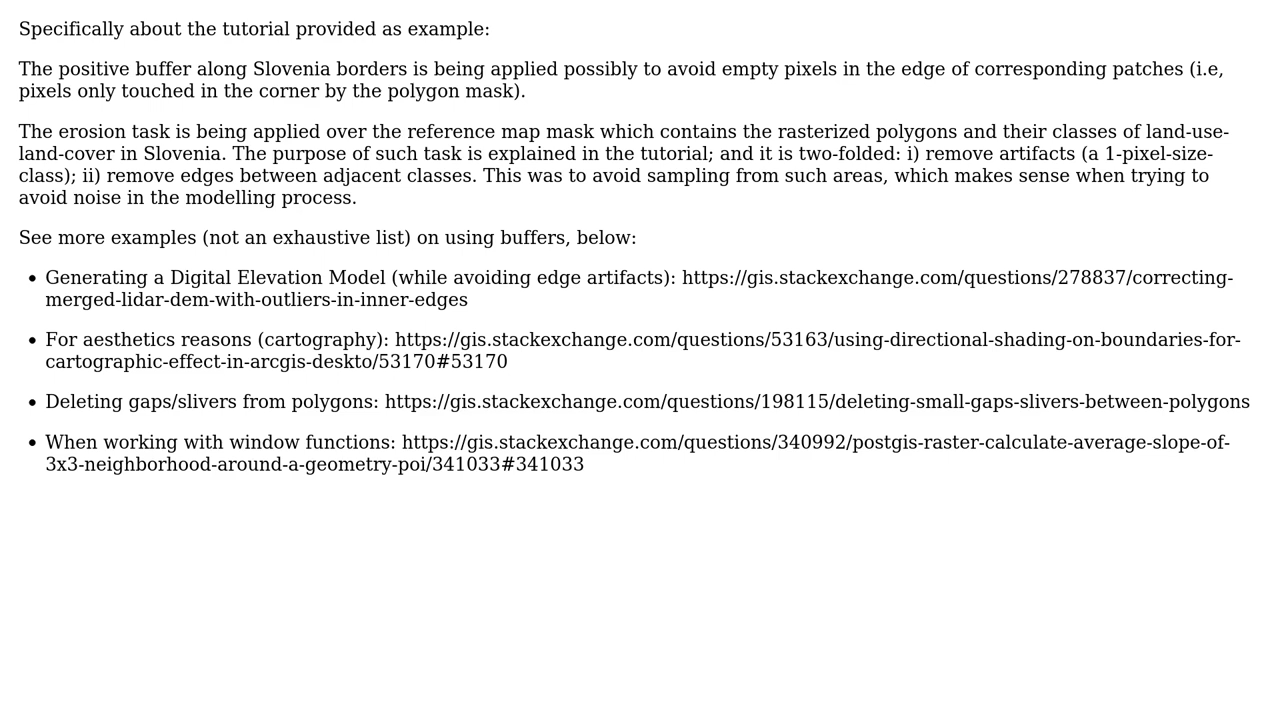 Specifically about the tutorial provided as example:
The positive buffer along Slovenia borders is being applied possibly to avoid empty pixels in the edge of corresponding patches (i.e,
pixels only touched in the corner by the polygon mask).
The erosion task is being applied over the reference map mask which contains the rasterized polygons and their classes of land-use-
land-cover in Slovenia. The purpose of such task is explained in the tutorial; and it is two-folded: i) remove artifacts (a 1-pixel-size-
class); ii) remove edges between adjacent classes. This was to avoid sampling from such areas, which makes sense when trying to
avoid noise in the modelling process.
See more examples (not an exhaustive list) on using buffers, below:
• Generating a Digital Elevation Model (while avoiding edge artifacts): https://gis.stackexchange.com/questions/278837/correcting-
merged-lidar-dem-with-outliers-in-inner-edges
• For aesthetics reasons (cartography): https://gis.stackexchange.com/questions/53163/using-directional-shading-on-boundaries-for-
cartographic-effect-in-arcgis-deskto/53170#53170
• Deleting gaps/slivers from polygons: https://gis.stackexchange.com/questions/198115/deleting-small-gaps-slivers-between-polygons
• When working with window functions: https://gis.stackexchange.com/questions/340992/postgis-raster-calculate-average-slope-of-
3x3-neighborhood-around-a-geometry-poi/341033#341033